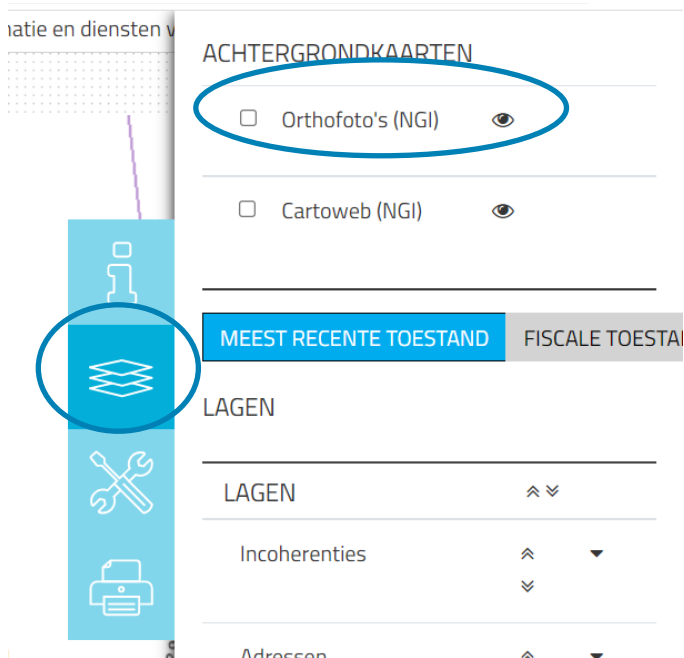 natie en diensten v
ACHTERGRONDKAARTEN
Orthofoto's (NGI)
Cartoweb (NGI)
MEEST RECENTE TOESTAND FISCALE TOESTA
LAGEN
LAGEN
Incoherenties
Adressen